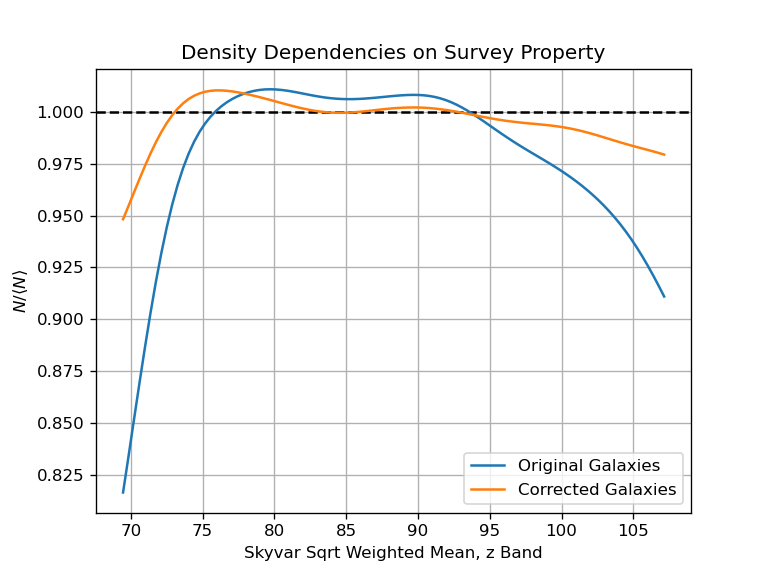 Density Dependencies on Survey Property
N/⟨N⟩
1.000
0.975
0.950
0.925
0.900
0.875
0.850
0.825
70 75 80 85 90 95 100 105
Skyvar Sqrt Weighted Mean, z Band
Original Galaxies
Corrected Galaxies